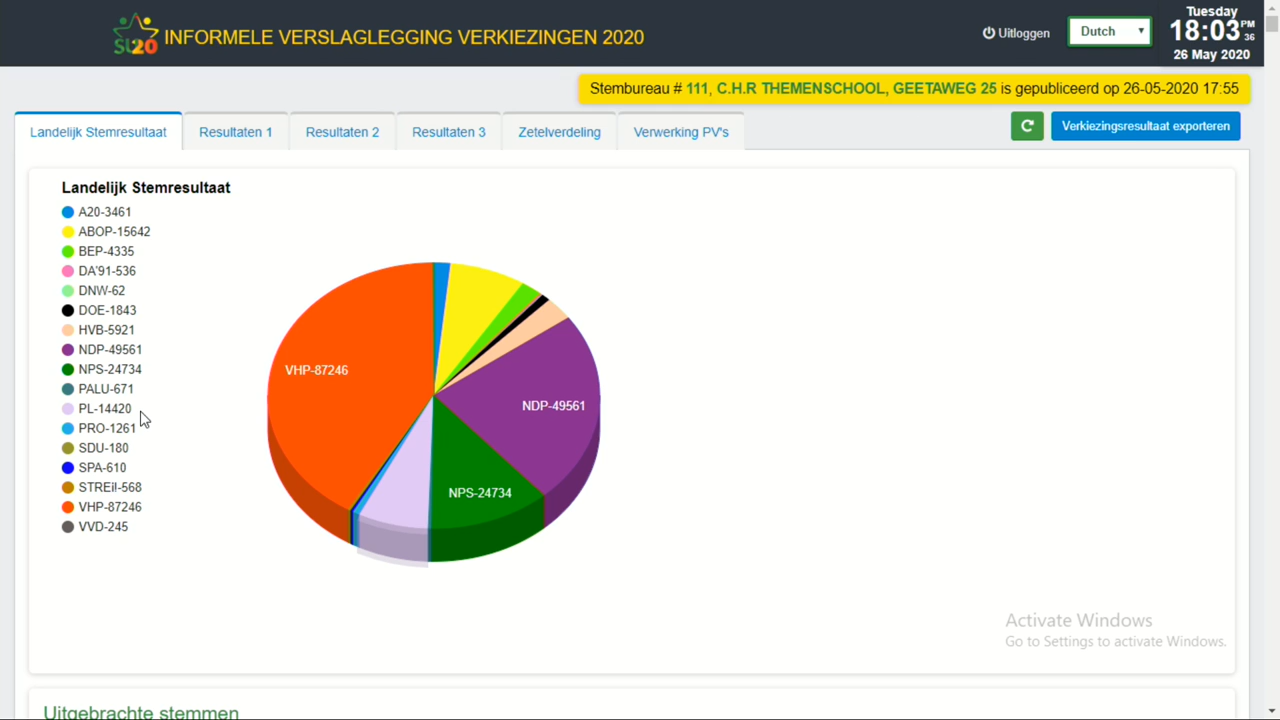 SU20
INFORMELE VERSLAGLEGGING VERKIEZINGEN 2020
Uitloggen
Dutch
Tuesday
18:03 PM 36
26 May 2020
Stembureau # 111, C.H.R THEMENSCHOOL, GEETAWEG 25 is gepubliceerd op 26-05-2020 17:55
Landelijk Stemresultaat
Resultaten 1
Resultaten 2
Resultaten 3
Zetelverdeling
Verwerking PV's
Verkiezingsresultaat exporteren
Landelijk Stemresultaat
A20-3461
ABOP-15642
BEP-4335
DA'91-536
DNW-62
DOE-1843
HVB-5921
NDP-49561
NPS-24734
PALU-671
PL-14420
PRO-1261
SDU-180
SPA-610
STREi!-568
VHP-87246
VVD-245
VHP-87246
NDP-49561
NPS-24734
Activate Windows
Go to Settings to activate Windows.
Uitgebrachte stemmen